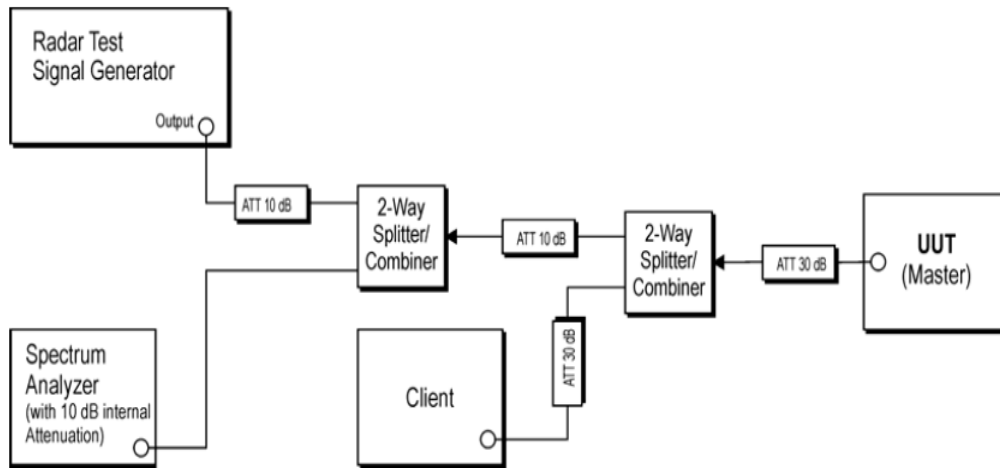 Radar Test
Signal Generator
Output
ATT 10 dB
2-Way
Splitter/
Combiner
ATT 10 dB
2-Way
Splitter/
Combiner
ATT 30 dB
UUT
(Master)
Spectrum
Analyzer
(with 10 dB internal
Attenuation)
Client
ATT 30 dB